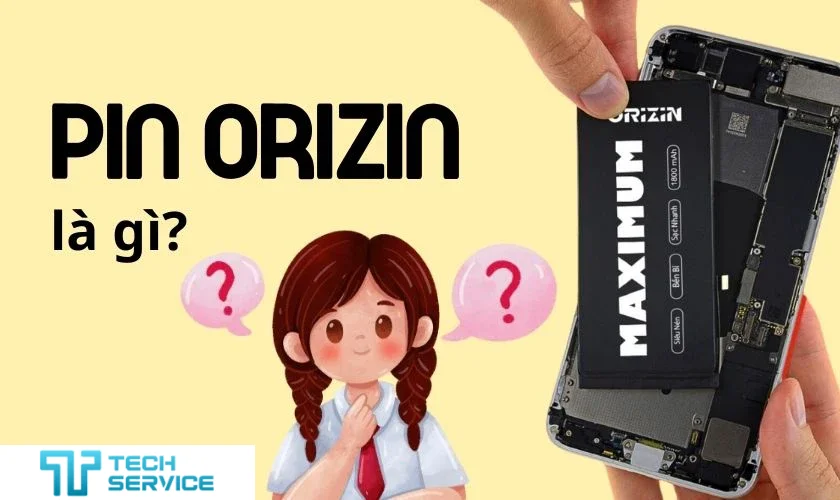 PIN ORIZIN
là gì?
?
?
ORIZIN
MAXIMUM
1800 mAh
Sạc Nhanh
Bền Bỉ
Siêu Nén
TECH
SERVICE